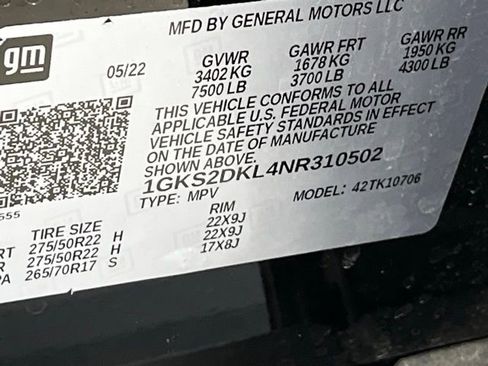 MFD BY GENERAL MOTORS LLC
gm
05/22
GVWR GAWR FRT GAWR RR
3402 KG 1678 KG 1950 KG
7500 LB 3700 LB 4300 LB
THIS VEHICLE CONFORMS TO ALL
APPLICABLE U.S. FEDERAL MOTOR
VEHICLE SAFETY STANDARDS IN EFFECT
ON THE DATE OF MANUFACTURE
SHOWN ABOVE.
1GKS2DKL4NR310502
TYPE: MPV MODEL: 42TK10706
TIRE SIZE RIM
275/50R22 H 22X9J
275/50R22 H 22X9J
265/70R17 S 17X8J